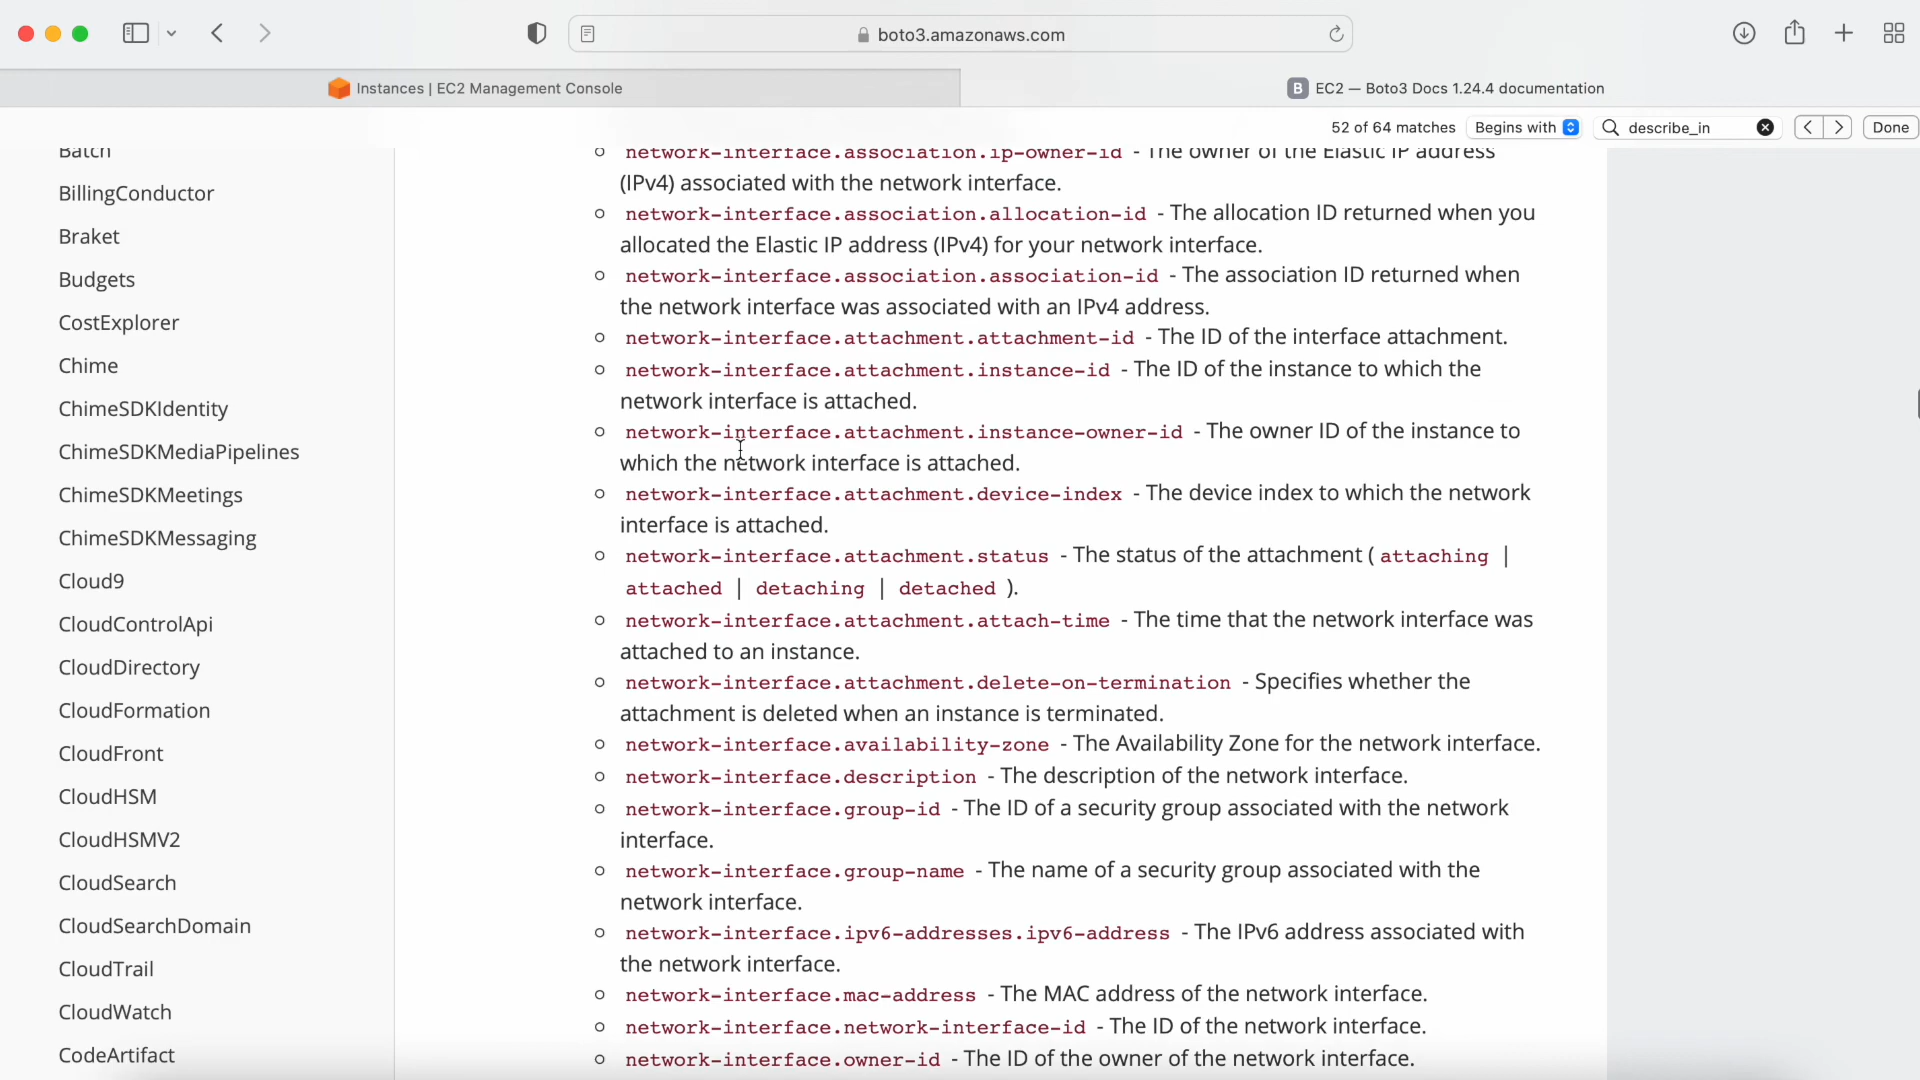 boto3.amazonaws.com
Instances | EC2 Management Console
B EC2 — Boto3 Docs 1.24.4 documentation
52 of 64 matches Begins with describe_in Done
Batch
BillingConductor
Braket
Budgets
CostExplorer
Chime
ChimeSDKIdentity
ChimeSDKMediaPipelines
ChimeSDKMeetings
ChimeSDKMessaging
Cloud9
CloudControlApi
CloudDirectory
CloudFormation
CloudFront
CloudHSM
CloudHSMV2
CloudSearch
CloudSearchDomain
CloudTrail
CloudWatch
CodeArtifact
network-interface.association.ip-owner-id - The owner of the Elastic IP address
(IPv4) associated with the network interface.
network-interface.association.allocation-id - The allocation ID returned when you
allocated the Elastic IP address (IPv4) for your network interface.
network-interface.association.association-id - The association ID returned when
the network interface was associated with an IPv4 address.
network-interface.attachment.attachment-id - The ID of the interface attachment.
network-interface.attachment.instance-id - The ID of the instance to which the
network interface is attached.
network-interface.attachment.instance-owner-id - The owner ID of the instance to
which the network interface is attached.
network-interface.attachment.device-index - The device index to which the network
interface is attached.
network-interface.attachment.status - The status of the attachment ( attaching |
attached | detaching | detached ).
network-interface.attachment.attach-time - The time that the network interface was
attached to an instance.
network-interface.attachment.delete-on-termination - Specifies whether the
attachment is deleted when an instance is terminated.
network-interface.availability-zone - The Availability Zone for the network interface.
network-interface.description - The description of the network interface.
network-interface.group-id - The ID of a security group associated with the network
interface.
network-interface.group-name - The name of a security group associated with the
network interface.
network-interface.ipv6-addresses.ipv6-address - The IPv6 address associated with
the network interface.
network-interface.mac-address - The MAC address of the network interface.
network-interface.network-interface-id - The ID of the network interface.
network-interface.owner-id - The ID of the owner of the network interface.